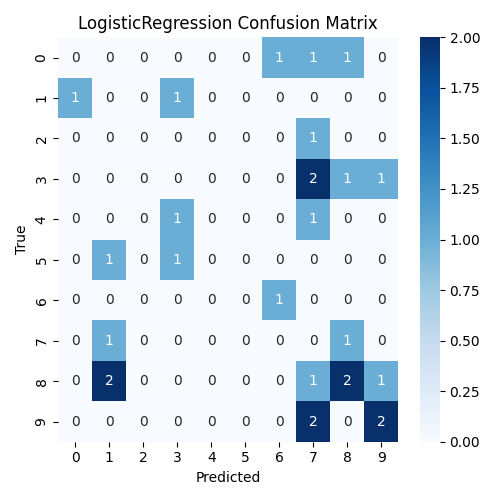 LogisticRegression Confusion Matrix
0 0 0 0 0 0 0 1 1 1 0
1 1 0 0 1 0 0 0 0 0 0
2 0 0 0 0 0 0 0 1 0 0
3 0 0 0 0 0 0 0 2 1 1
4 0 0 0 1 0 0 0 1 0 0
5 0 1 0 1 0 0 0 0 0 0
6 0 0 0 0 0 0 1 0 0 0
7 0 1 0 0 0 0 0 0 1 0
8 0 2 0 0 0 0 0 1 2 1
9 0 0 0 0 0 0 0 2 0 2
0 1 2 3 4 5 6 7 8 9
Predicted
True
2.00
1.75
1.50
1.25
1.00
0.75
0.50
0.25
0.00